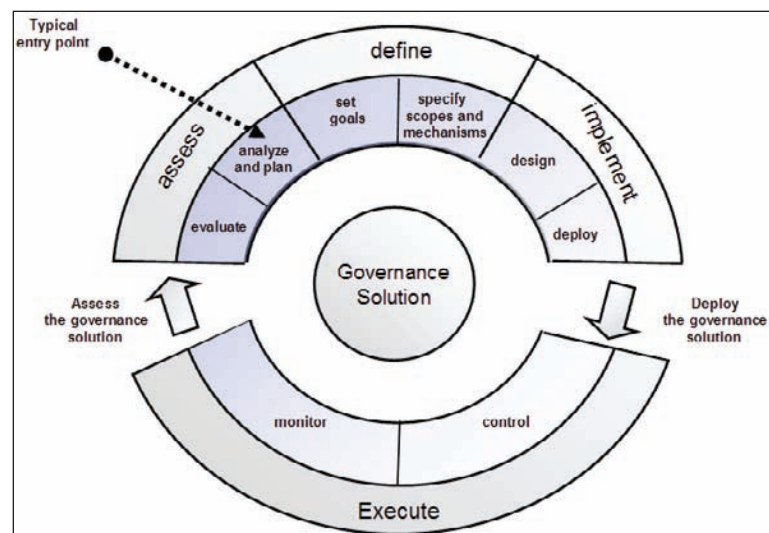 Typical
entry point
define
assess
implement
set
goals
specify
scopes and
mechanisms
analyze
and plan
design
evaluate
deploy
Governance
Solution
Assess
the governance
solution
Deploy
the governance
solution
monitor
control
Execute